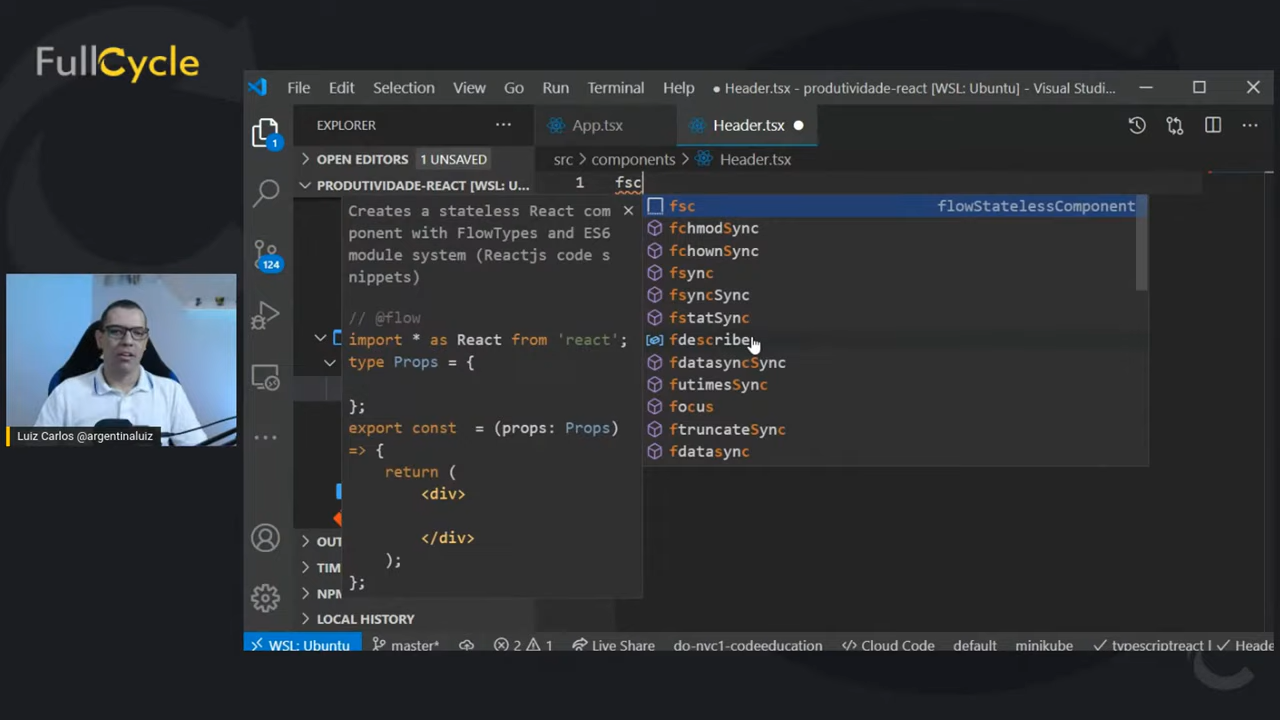 FullCycle
File Edit Selection View Go Run Terminal Help ● Header.tsx - produtividade-react [WSL: Ubuntu] - Visual Studi...
EXPLORER ···
App.tsx
Header.tsx
1
OPEN EDITORS 1 UNSAVED
src > components > Header.tsx
PRODUTIVIDADE-REACT [WSL: U...
1 fsc
Creates a stateless React com
ponent with FlowTypes and ES6
module system (Reactjs code s
nippets)
// @flow
import * as React from 'react';
type Props = {
};
export const  = (props: Props)
=> {
return (
<div>
</div>
);
};
fsc flowStatelessComponent
fchmodSync
fchownSync
fsync
fsyncSync
fstatSync
fdescribe
fdatasyncSync
futimesSync
focus
ftruncateSync
fdatasync
124
Luiz Carlos @argentinaluiz
OUT
TIM
NPM
LOCAL HISTORY
WSL: Ubuntu master* 2 1 Live Share do-nyc1-codeeducation </> Cloud Code default minikube ✓ typescriptreact | ✓ Heade